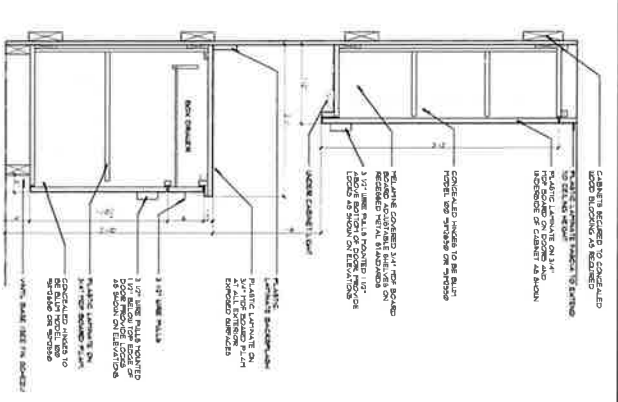 CABINETS SECURED TO CONCEALED
WOOD BLOCKING AS REQUIRED
PLASTIC LAMINATE FASCIA TO EXTEND
TO CEILING HEIGHT
PLASTIC LAMINATE ON 3/4"
MDF BOARD ON DOORS AND
UNDERSIDE OF CABINET AS SHOWN
CONCEALED HINGES TO BE BLUM
MODEL 100 OR
MELAMINE COVERED 3/4" MDF BOARD
BOARD ADJUSTABLE SHELVES ON
RECESSED METAL STANDARDS
3 1/2" WIRE PULLS MOUNTED 1 1/2"
ABOVE BOTTOM OF DOOR. PROVIDE
LOCKS AS SHOWN ON ELEVATIONS
UNDER CABINET LIGHT
PLASTIC
LAMINATE BACKSPLASH
PLASTIC LAMINATE ON
3/4" MDF BOARD PLAM
AT ALL EXTERIOR
EXPOSED SURFACES
BOX DRAWER
3 1/2" WIRE PULLS
3 1/2" WIRE PULLS MOUNTED
1 1/2" BELOW TOP EDGE OF
DOOR PROVIDE LOCKS
AS SHOWN ON ELEVATIONS
PLASTIC LAMINATE ON
3/4" MDF BOARD PLAM
CONCEALED HINGES TO
BE BLUM MODEL 100
OR
VINYL BASE (SEE FIN. SCHED.)